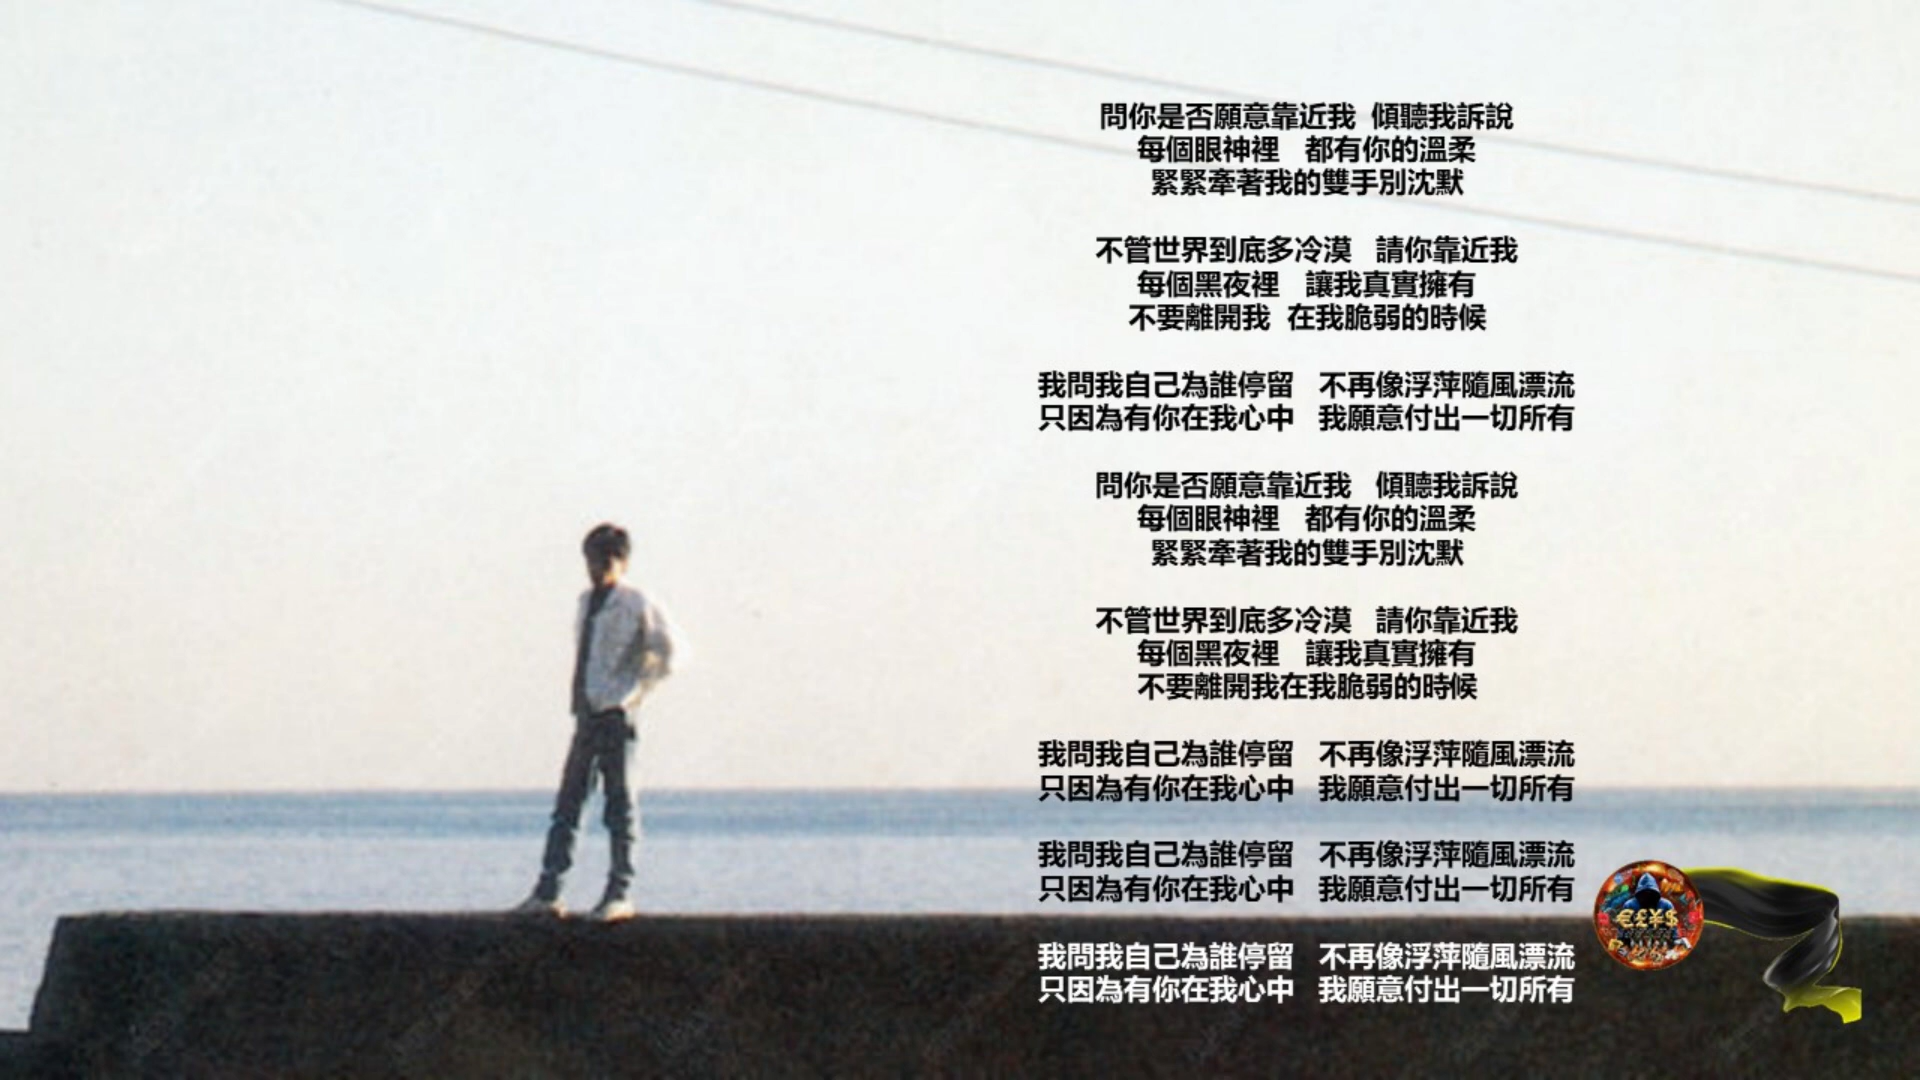 問你是否願意靠近我 傾聽我訴說
每個眼神裡 都有你的溫柔
緊緊牽著我的雙手別沈默
不管世界到底多冷漠 請你靠近我
每個黑夜裡 讓我真實擁有
不要離開我 在我脆弱的時候
我問我自己為誰停留 不再像浮萍隨風漂流
只因為有你在我心中 我願意付出一切所有
問你是否願意靠近我 傾聽我訴說
每個眼神裡 都有你的溫柔
緊緊牽著我的雙手別沈默
不管世界到底多冷漠 請你靠近我
每個黑夜裡 讓我真實擁有
不要離開我在我脆弱的時候
我問我自己為誰停留 不再像浮萍隨風漂流
只因為有你在我心中 我願意付出一切所有
我問我自己為誰停留 不再像浮萍隨風漂流
只因為有你在我心中 我願意付出一切所有
€£¥$
我問我自己為誰停留 不再像浮萍隨風漂流
只因為有你在我心中 我願意付出一切所有